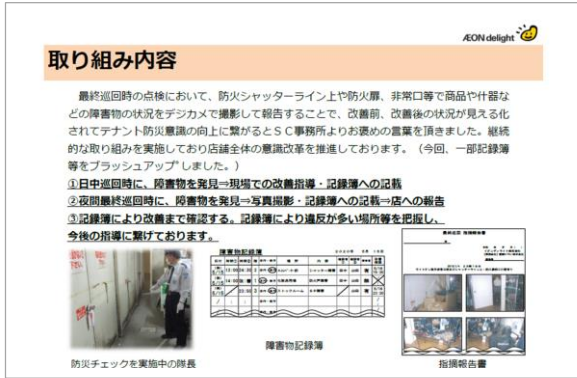 ÆON delight
取り組み内容
最終巡回時の点検において、防火シャッターライン上や防火扉、非常口等で商品や什器な
どの障害物の状況をデジカメで撮影して報告することで、改善前、改善後の状況が見える化
されてテナント防災意識の向上に繋がるとＳＣ事務所よりお褒めの言葉を頂きました。継続
的な取り組みを実施しており店舗全体の意識改革を推進しております。（今回、一部記録簿
等をブラッシュアップ°しました。）
①日中巡回時に、障害物を発見⇒現場での改善指導・記録簿への記載
②夜間最終巡回時に、障害物を発見⇒写真撮影・記録簿への記載⇒店への報告
③記録簿により改善まで確認する。記録簿により違反が多い場所等を把握し、
今後の指導に繋げております。
障害物記録簿
最終巡回 指摘報告書
防災チェックを実施中の隊長
障害物記録簿
指摘報告書